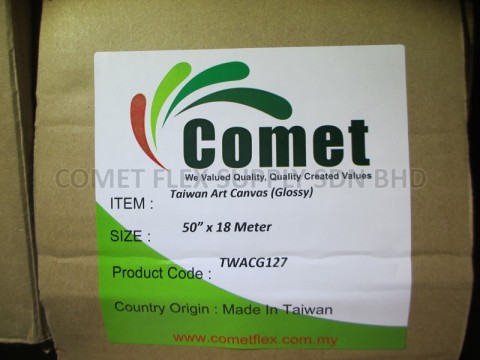 Comet
We Valued Quality, Quality Created Values
COMET FLEX SUPPLY SDN BHD
ITEM : Taiwan Art Canvas (Glossy)
SIZE : 50” x 18 Meter
Product Code : TWACG127
Country Origin : Made In Taiwan
www.cometflex.com.my